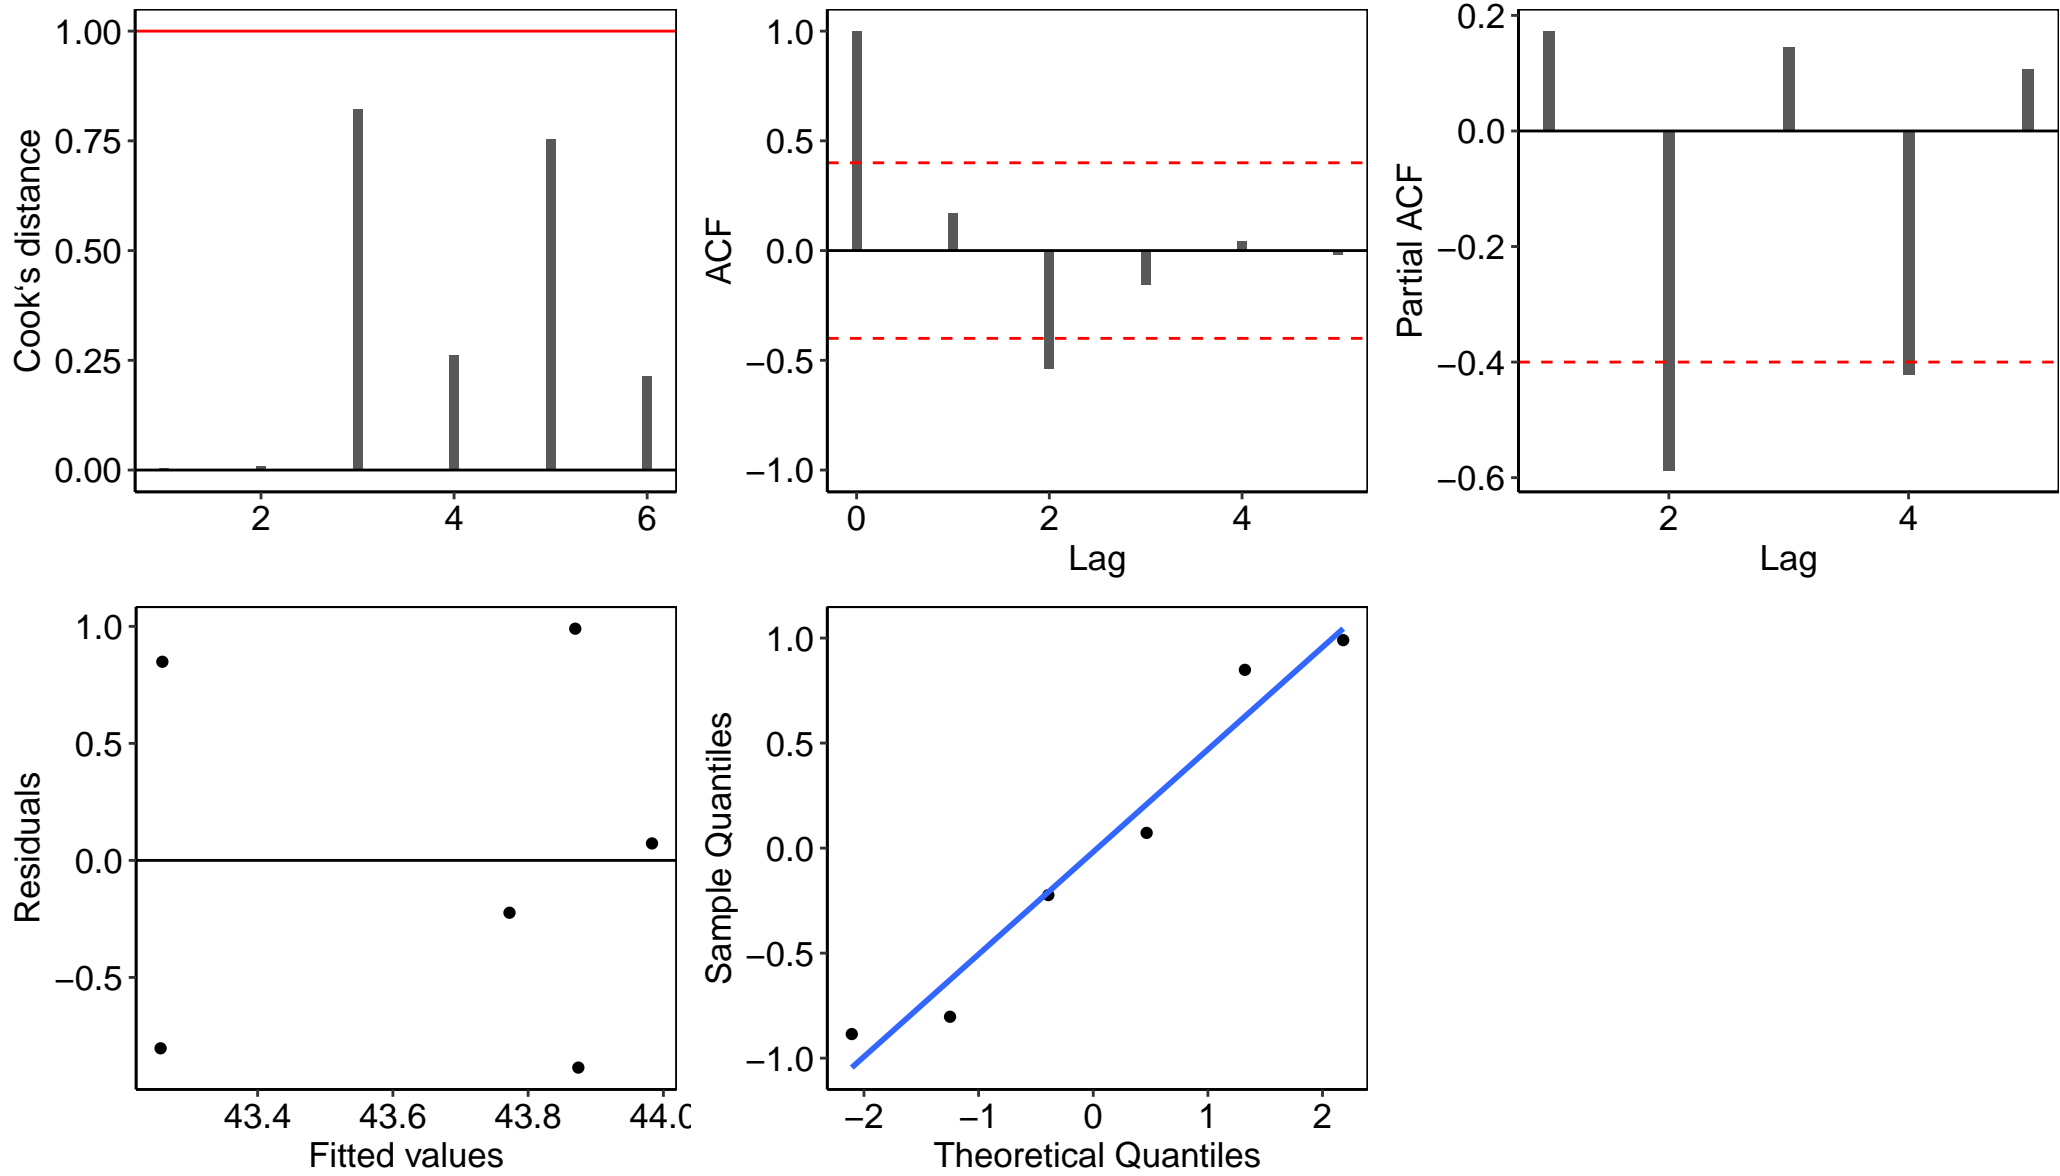 Cook‘s distance
1.00
0.75
0.50
0.25
0.00
2 4 6
ACF
1.0
0.5
0.0
−0.5
−1.0
0 2 4
Lag
Partial ACF
0.2
0.0
−0.2
−0.4
−0.6
2 4
Lag
Residuals
1.0
0.5
0.0
−0.5
43.4 43.6 43.8 44.0
Fitted values
Sample Quantiles
1.0
0.5
0.0
−0.5
−1.0
−2 −1 0 1 2
Theoretical Quantiles